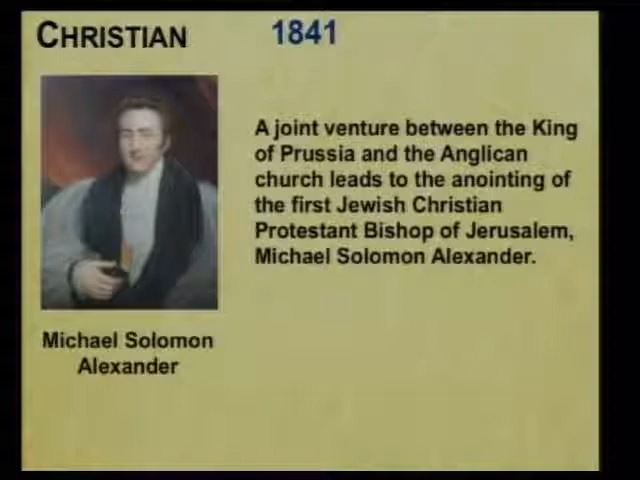 CHRISTIAN 1841
A joint venture between the King
of Prussia and the Anglican
church leads to the anointing of
the first Jewish Christian
Protestant Bishop of Jerusalem,
Michael Solomon Alexander.
Michael Solomon
Alexander